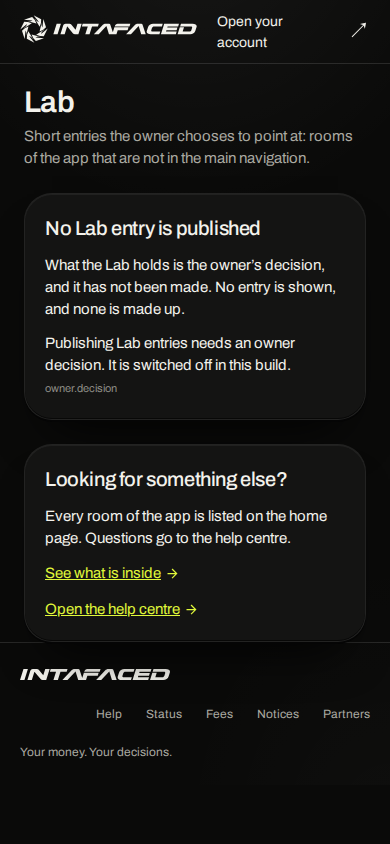 INTAFACED
Open your
account
Lab
Short entries the owner chooses to point at: rooms
of the app that are not in the main navigation.
No Lab entry is published
What the Lab holds is the owner’s decision,
and it has not been made. No entry is shown,
and none is made up.
Publishing Lab entries needs an owner
decision. It is switched off in this build.
owner.decision
Looking for something else?
Every room of the app is listed on the home
page. Questions go to the help centre.
See what is inside →
Open the help centre →
INTAFACED
Help Status Fees Notices Partners
Your money. Your decisions.